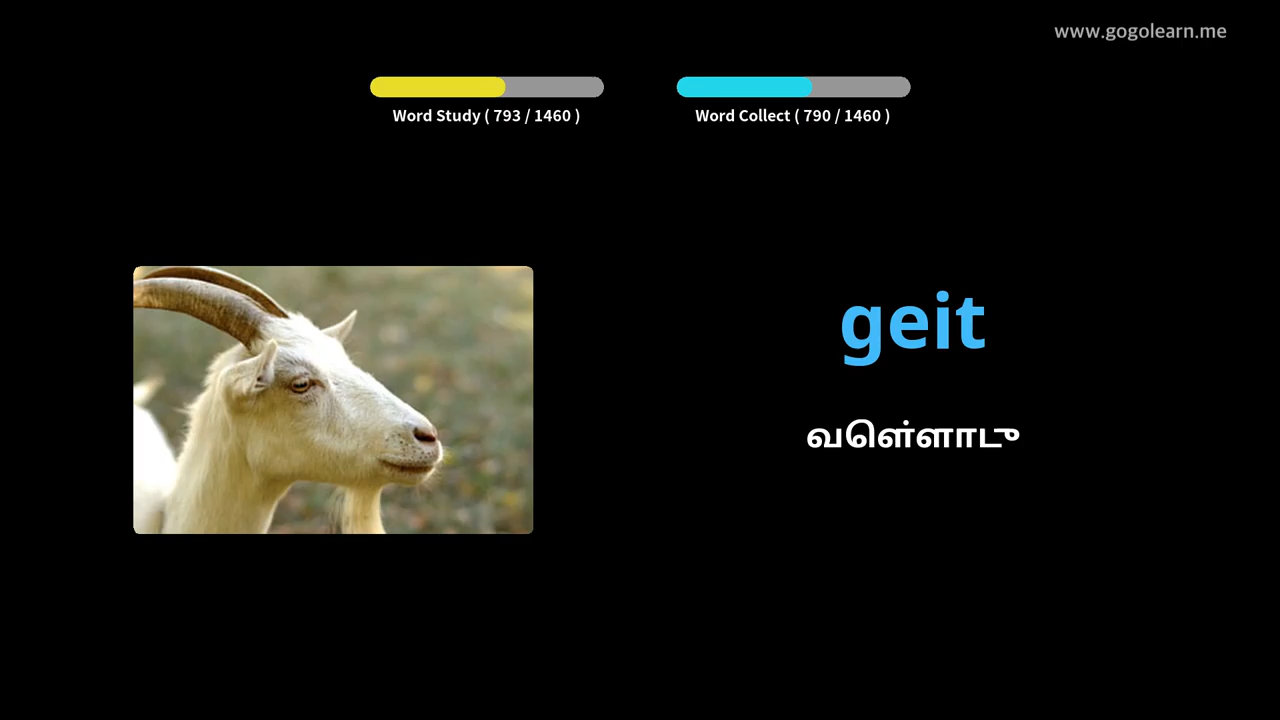 www.gogolearn.me
Word Study ( 793 / 1460 )
Word Collect ( 790 / 1460 )
geit
வெள்ளாடு